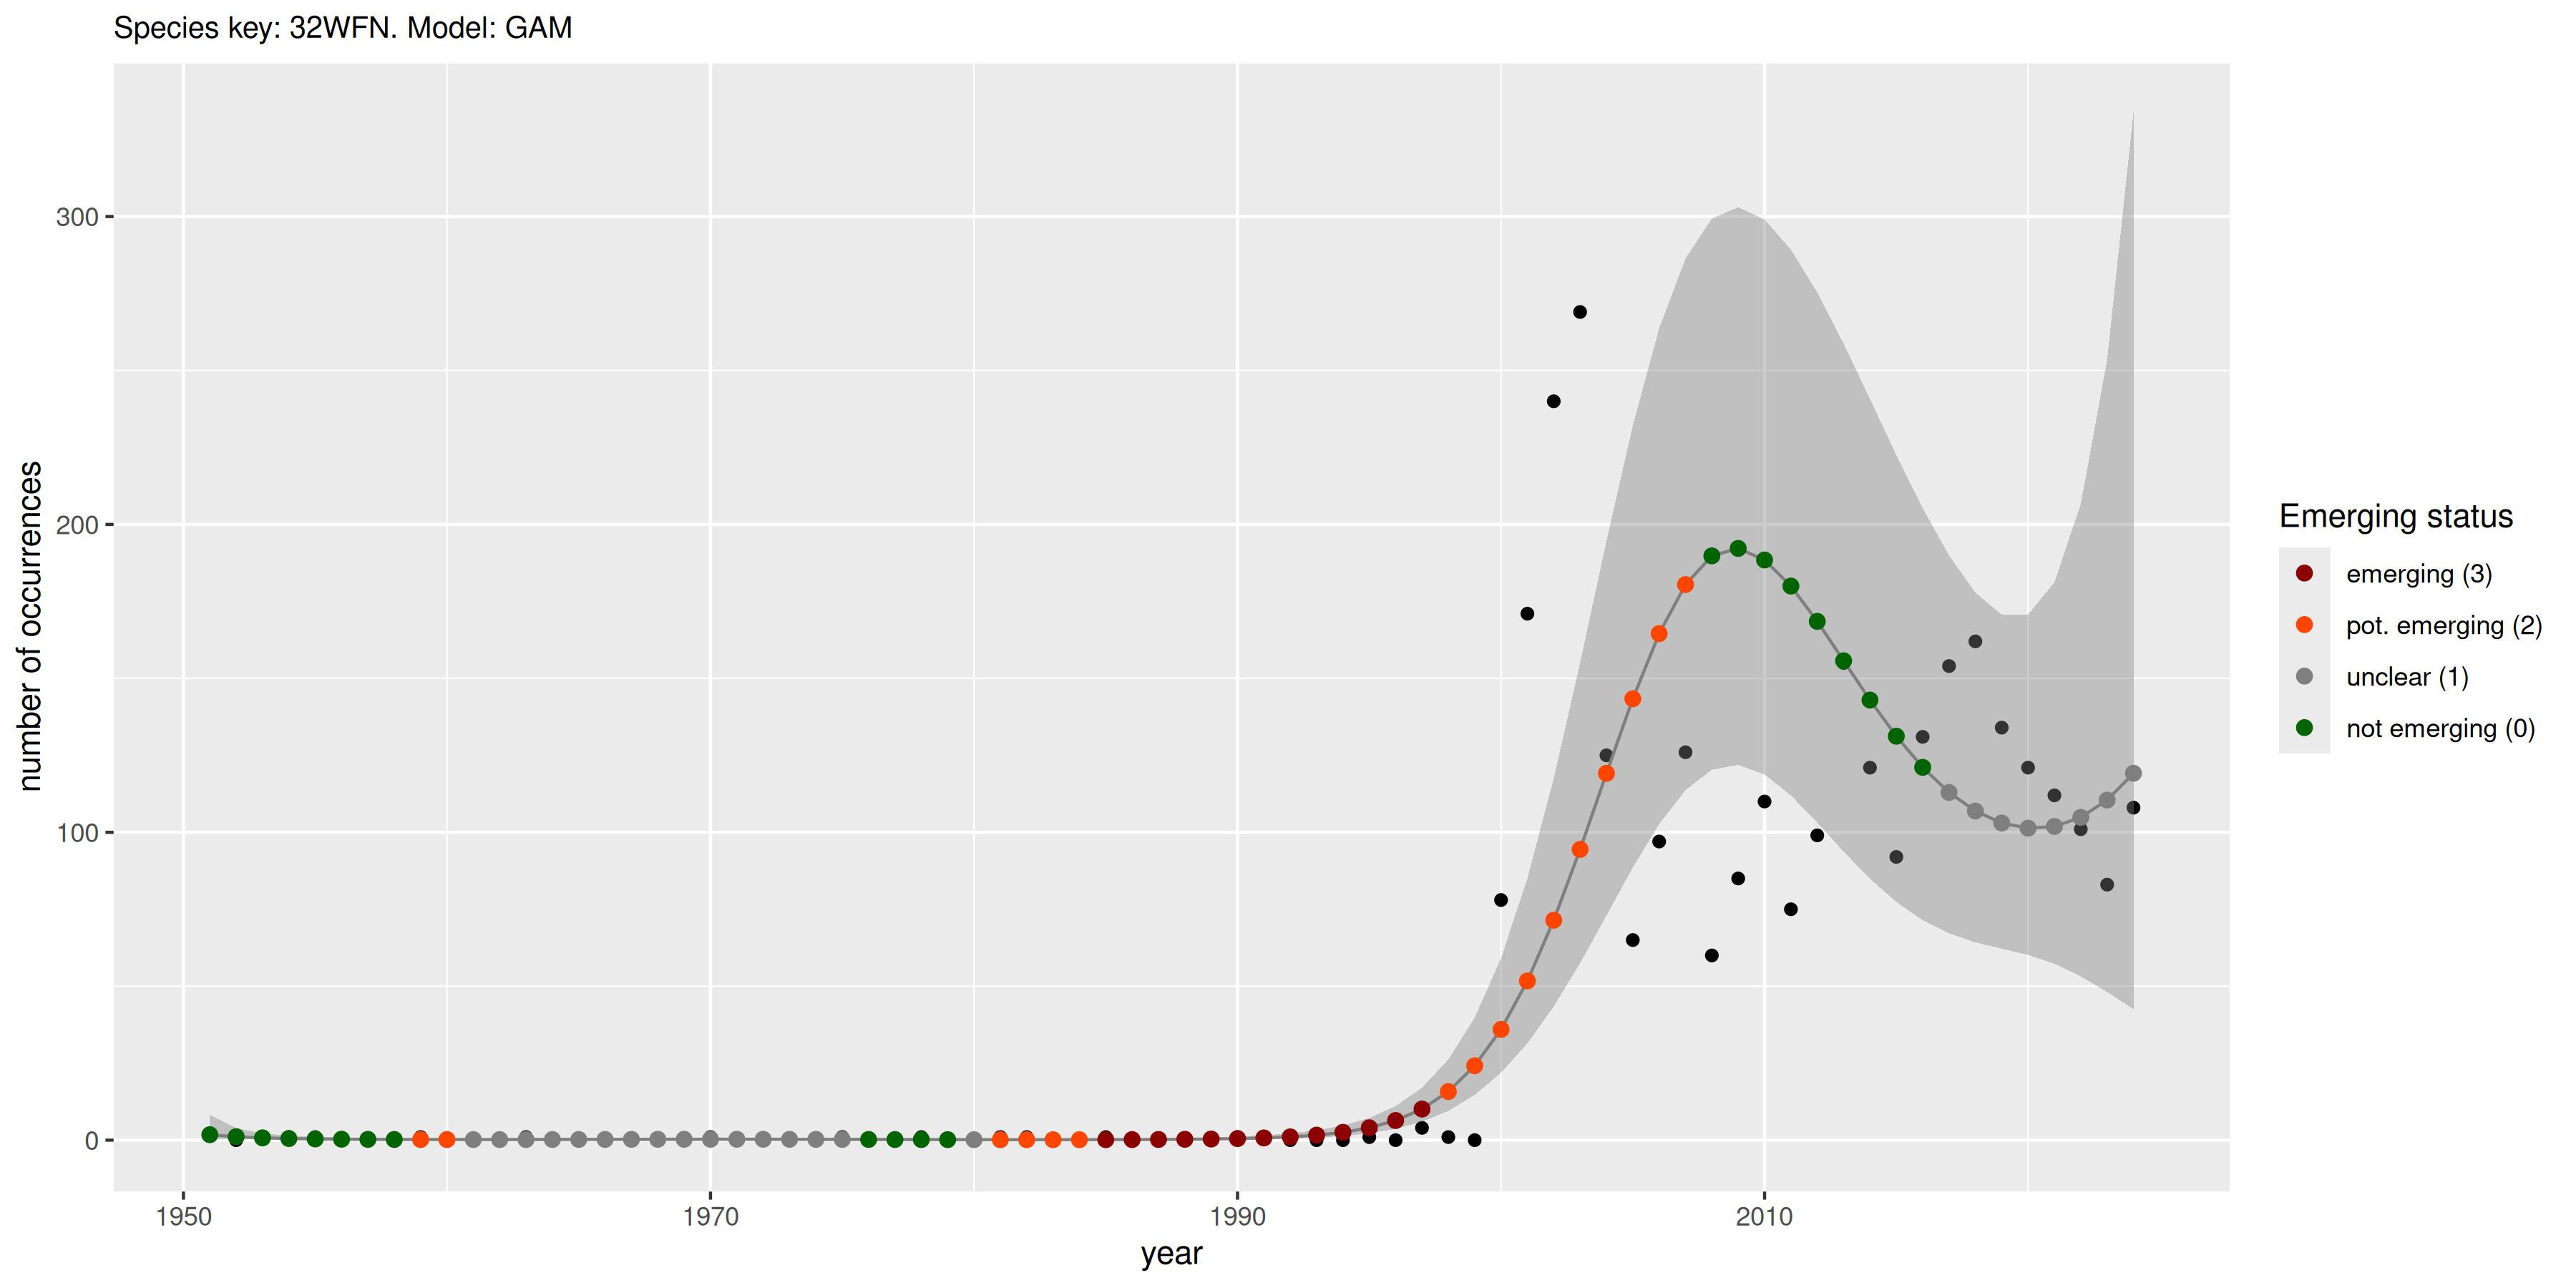 Species key: 32WFN. Model: GAM
number of occurrences
300
200
100
0
1950
1970
1990
2010
year
Emerging status
emerging (3)
pot. emerging (2)
unclear (1)
not emerging (0)